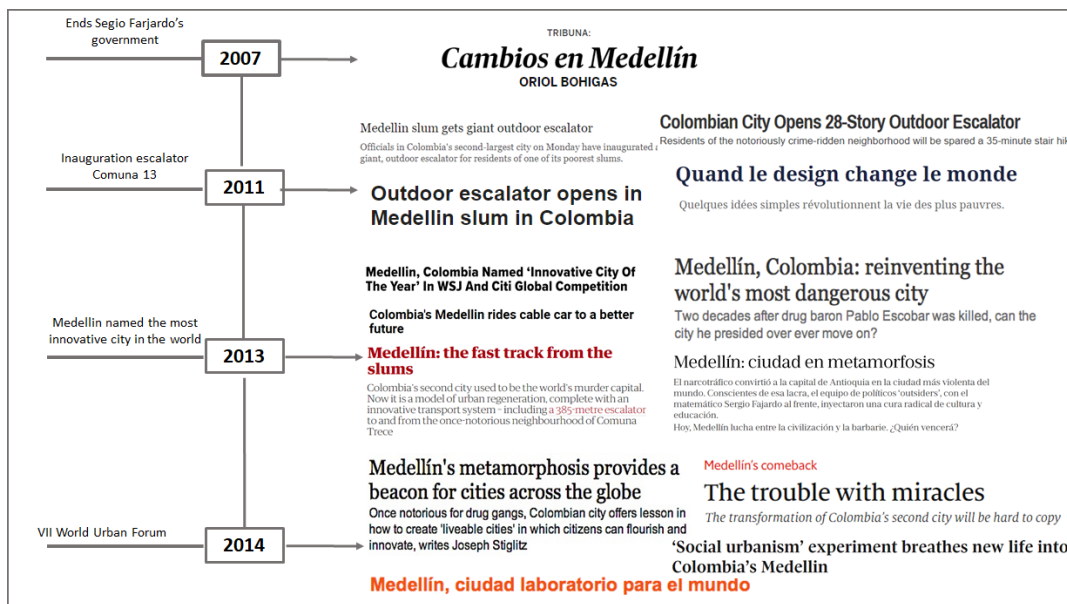 Ends Segio Farjardo's
government
2007
TRIBUNA:
Cambios en Medellín
ORIOL BOHIGAS
Inauguration escalator
Comuna 13
2011
Medellin slum gets giant outdoor escalator
Officials in Colombia's second-largest city on Monday have inaugurated a
giant, outdoor escalator for residents of one of its poorest slums.
Outdoor escalator opens in
Medellin slum in Colombia
Colombian City Opens 28-Story Outdoor Escalator
Residents of the notoriously crime-ridden neighborhood will be spared a 35-minute stair hik
Quand le design change le monde
Quelques idées simples révolutionnent la vie des plus pauvres.
Medellin named the most
innovative city in the world
2013
Medellin, Colombia Named 'Innovative City Of
The Year' In WSJ And Citi Global Competition
Colombia's Medellin rides cable car to a better
future
Medellín: the fast track from the
slums
Colombia's second city used to be the world's murder capital.
Now it is a model of urban regeneration, complete with an
innovative transport system – including a 385-metre escalator
to and from the once-notorious neighbourhood of Comuna
Trece
Medellín, Colombia: reinventing the
world's most dangerous city
Two decades after drug baron Pablo Escobar was killed, can the
city he presided over ever move on?
Medellín: ciudad en metamorfosis
El narcotráfico convirtió a la capital de Antioquia en la ciudad más violenta del
mundo. Conscientes de esa lacra, el equipo de políticos 'outsiders', con el
matemático Sergio Fajardo al frente, inyectaron una cura radical de cultura y
educación.
Hoy, Medellín lucha entre la civilización y la barbarie. ¿Quién vencerá?
VII World Urban Forum
2014
Medellín's metamorphosis provides a
beacon for cities across the globe
Once notorious for drug gangs, Colombian city offers lesson in
how to create 'liveable cities' in which citizens can flourish and
innovate, writes Joseph Stiglitz
Medellín, ciudad laboratorio para el mundo
Medellín's comeback
The trouble with miracles
The transformation of Colombia's second city will be hard to copy
'Social urbanism' experiment breathes new life into
Colombia's Medellin